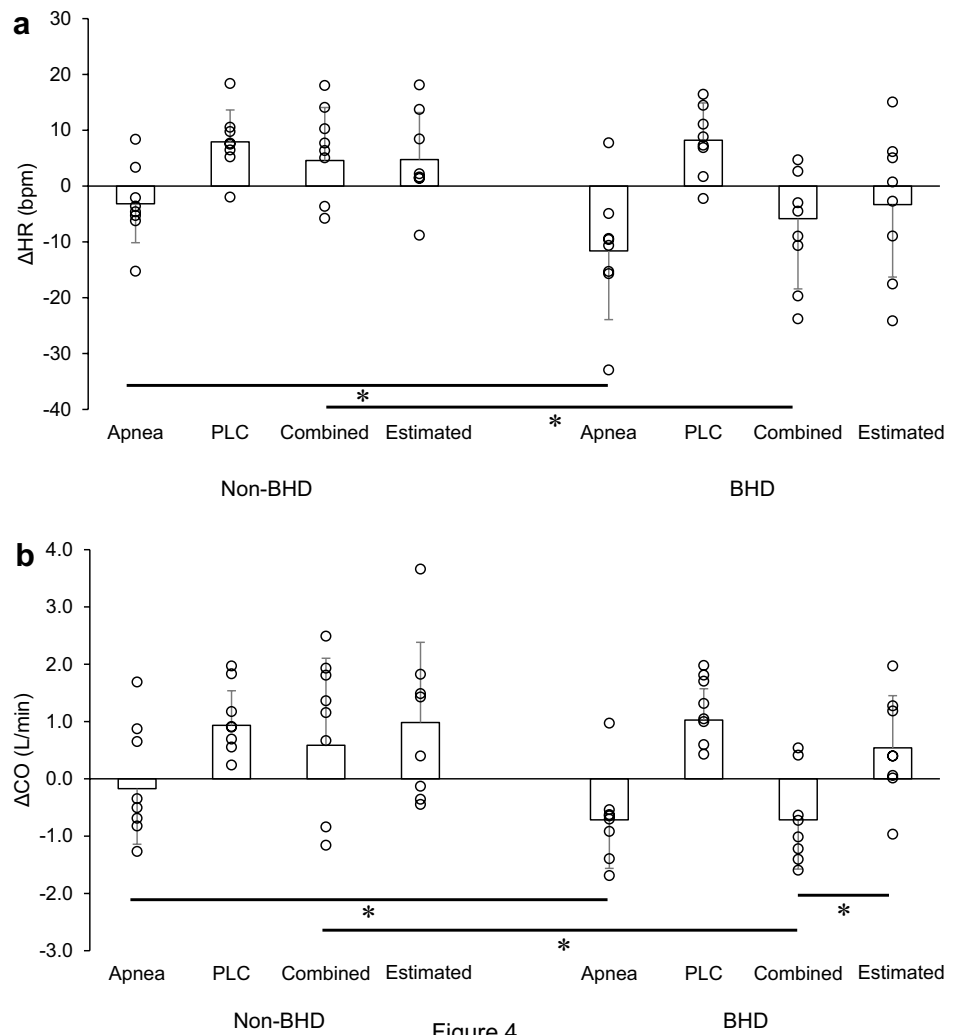 a
30
20
10
0
-10
-20
-30
-40
ΔHR (bpm)
*
*
Apnea PLC Combined Estimated Apnea PLC Combined Estimated
Non-BHD BHD
b
4.0
3.0
2.0
1.0
0.0
-1.0
-2.0
-3.0
ΔCO (L/min)
*
*
*
Apnea PLC Combined Estimated Apnea PLC Combined Estimated
Non-BHD BHD
Figure 4